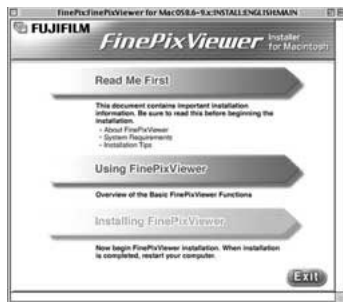 FinePix:FinePixViewer for MacOS8.6~9.x:INSTALL:ENGLISH:MAIN
FUJIFILM
FinePixViewer Installer for Macintosh
Read Me First
This document contains important installation
information. Be sure to read this before beginning the
installation.
- About FinePixViewer
- System Requirements
- Installation Tips
Using FinePixViewer
Overview of the Basic FinePixViewer Functions
Installing FinePixViewer
Now begin FinePixViewer installation. When installation
is completed, restart your computer.
Exit